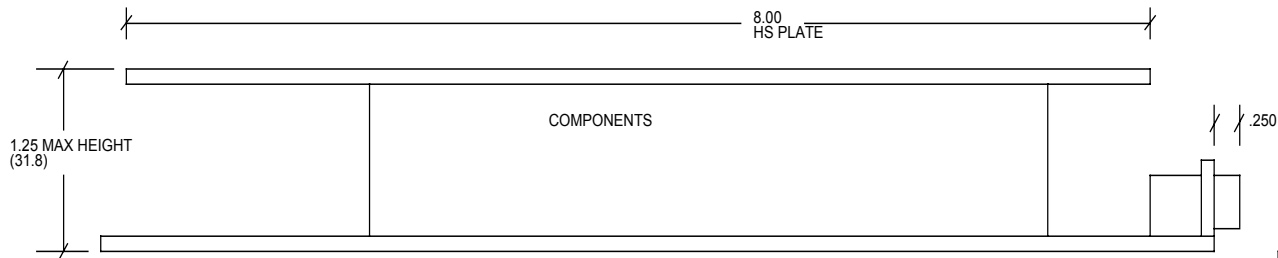 8.00
HS PLATE
COMPONENTS
.250
1.25 MAX HEIGHT
(31.8)